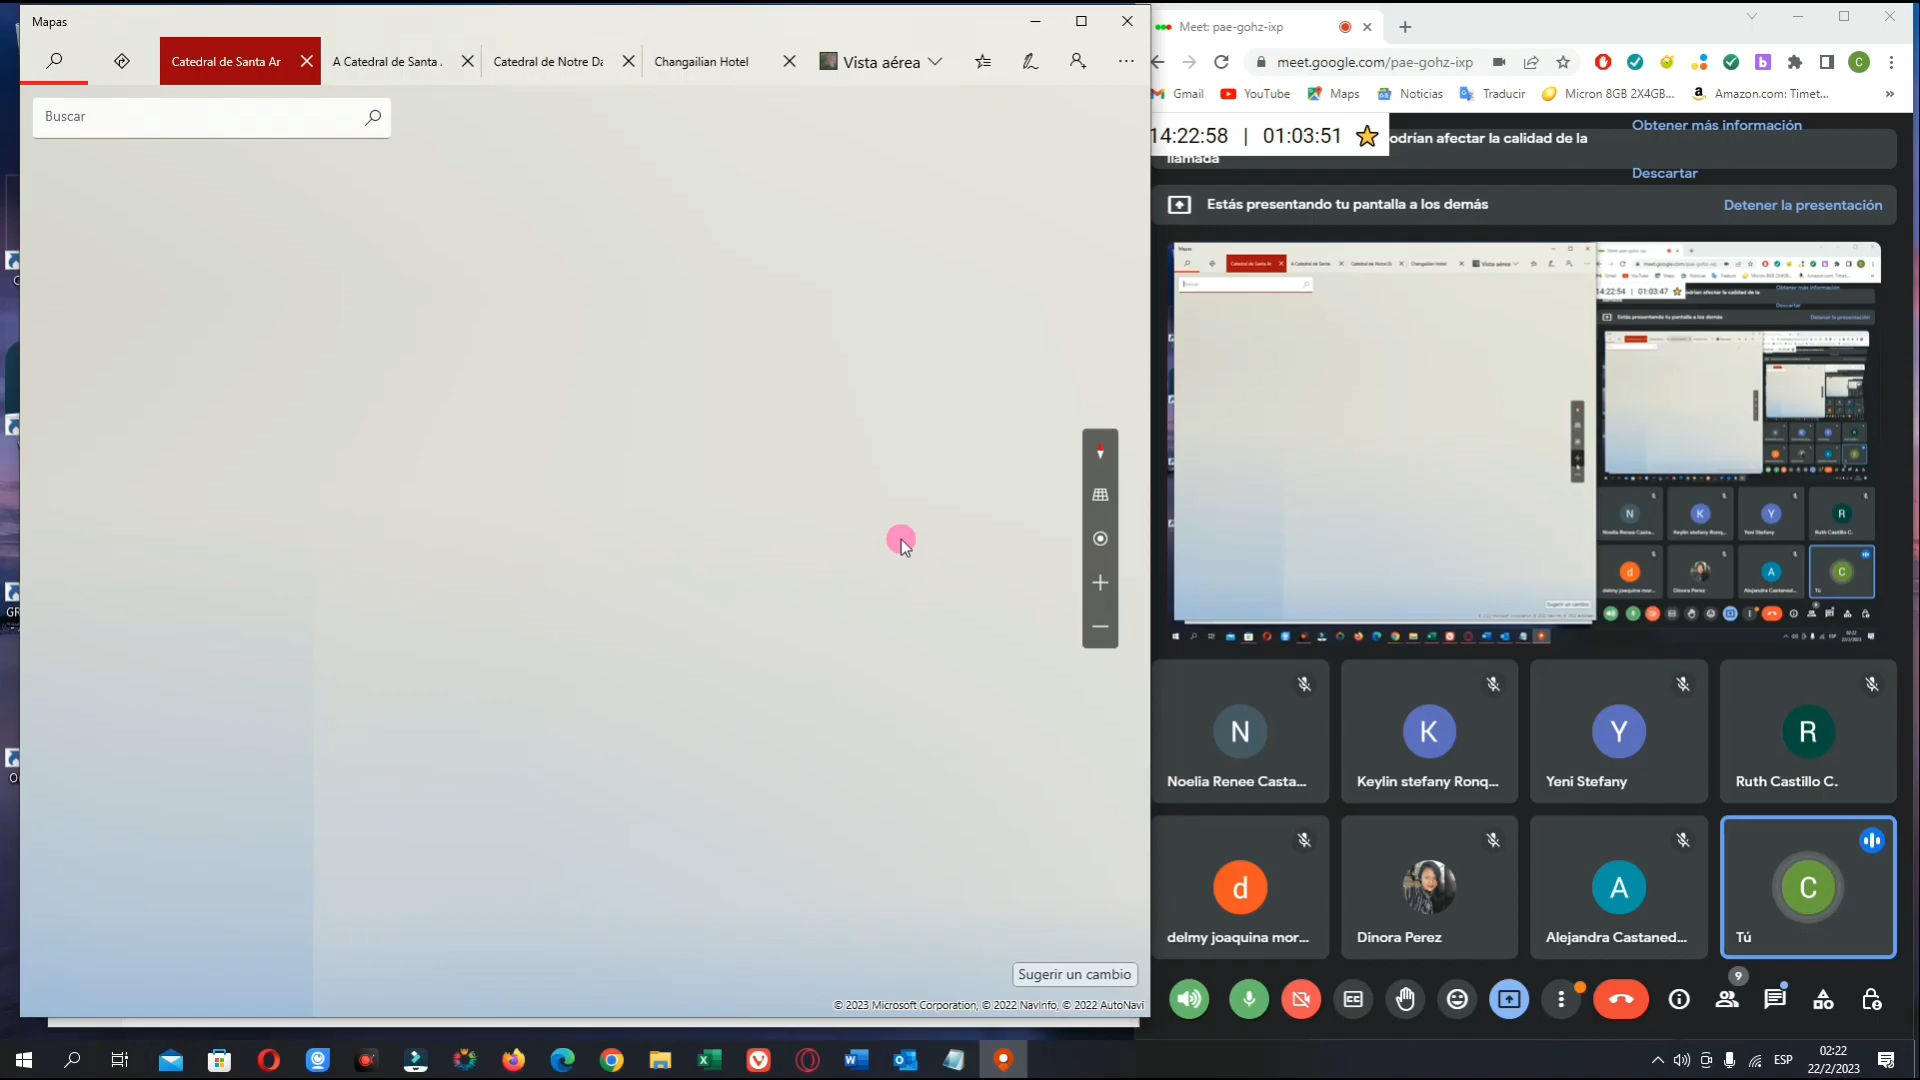 Mapas
Catedral de Santa Ar
A Catedral de Santa
Catedral de Notre Da
Changailian Hotel
Vista aérea
Buscar
Sugerir un cambio
© 2023 Microsoft Corporation, © 2022 NavInfo, © 2022 AutoNavi
Meet: pae-gohz-ixp
meet.google.com/pae-gohz-ixp
C
Gmail
YouTube
Maps
Noticias
Traducir
Micron 8GB 2X4GB...
Amazon.com: Timet...
»
14:22:58 | 01:03:51
odrían afectar la calidad de la
llamada
Obtener más información
Descartar
Estás presentando tu pantalla a los demás
Detener la presentación
N
Noelia Renee Casta...
K
Keylin stefany Ronq...
Y
Yeni Stefany
R
Ruth Castillo C.
d
delmy joaquina mor...
Dinora Perez
A
Alejandra Castaned...
C
Tú
9
GR
ESP
02:22
22/2/2023